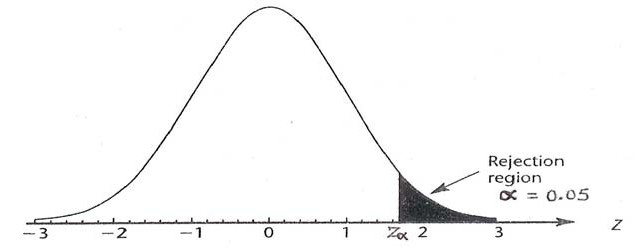 Rejection
region
α = 0.05
−3 −2 −1 0 1 Zα 2 3 Z